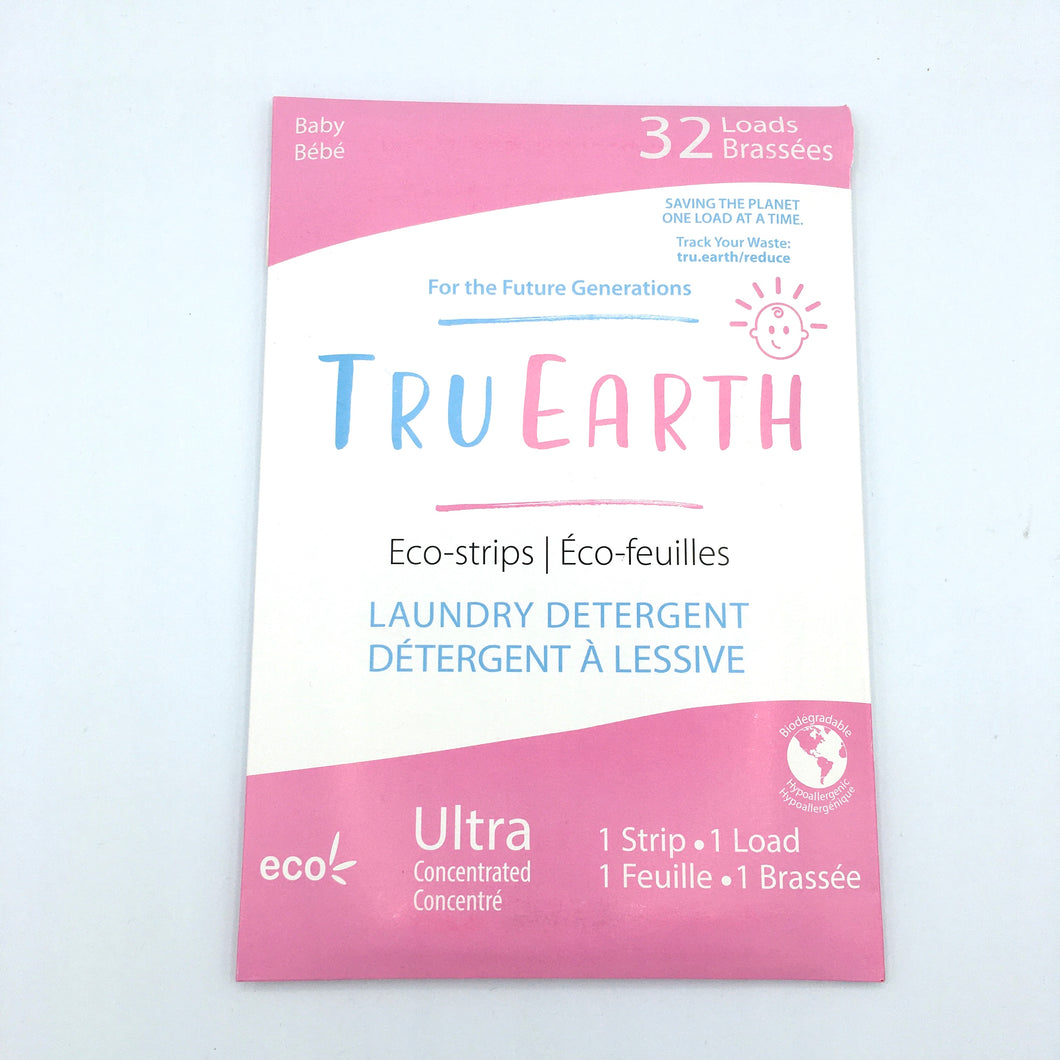 Baby
Bébé
32 Loads
Brassées
SAVING THE PLANET
ONE LOAD AT A TIME.
Track Your Waste:
tru.earth/reduce
For the Future Generations
TRU EARTH
Eco-strips | Éco-feuilles
LAUNDRY DETERGENT
DÉTERGENT À LESSIVE
Biodégradable
Hypoallergenic
Hypoallergénique
eco
Ultra
Concentrated
Concentré
1 Strip • 1 Load
1 Feuille • 1 Brassée